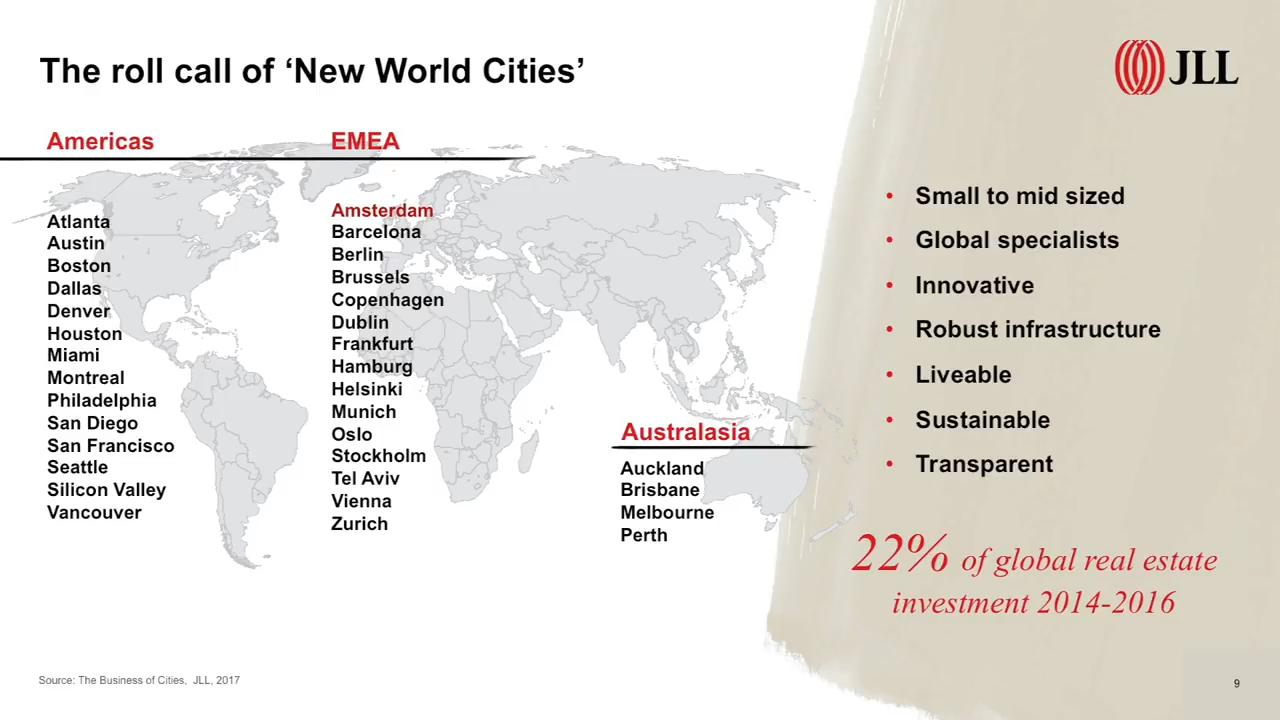 The roll call of ‘New World Cities’
JLL
Americas
Atlanta
Austin
Boston
Dallas
Denver
Houston
Miami
Montreal
Philadelphia
San Diego
San Francisco
Seattle
Silicon Valley
Vancouver
EMEA
Amsterdam
Barcelona
Berlin
Brussels
Copenhagen
Dublin
Frankfurt
Hamburg
Helsinki
Munich
Oslo
Stockholm
Tel Aviv
Vienna
Zurich
Australasia
Auckland
Brisbane
Melbourne
Perth
• Small to mid sized
• Global specialists
• Innovative
• Robust infrastructure
• Liveable
• Sustainable
• Transparent
22% of global real estate
investment 2014-2016
Source: The Business of Cities, JLL, 2017
9